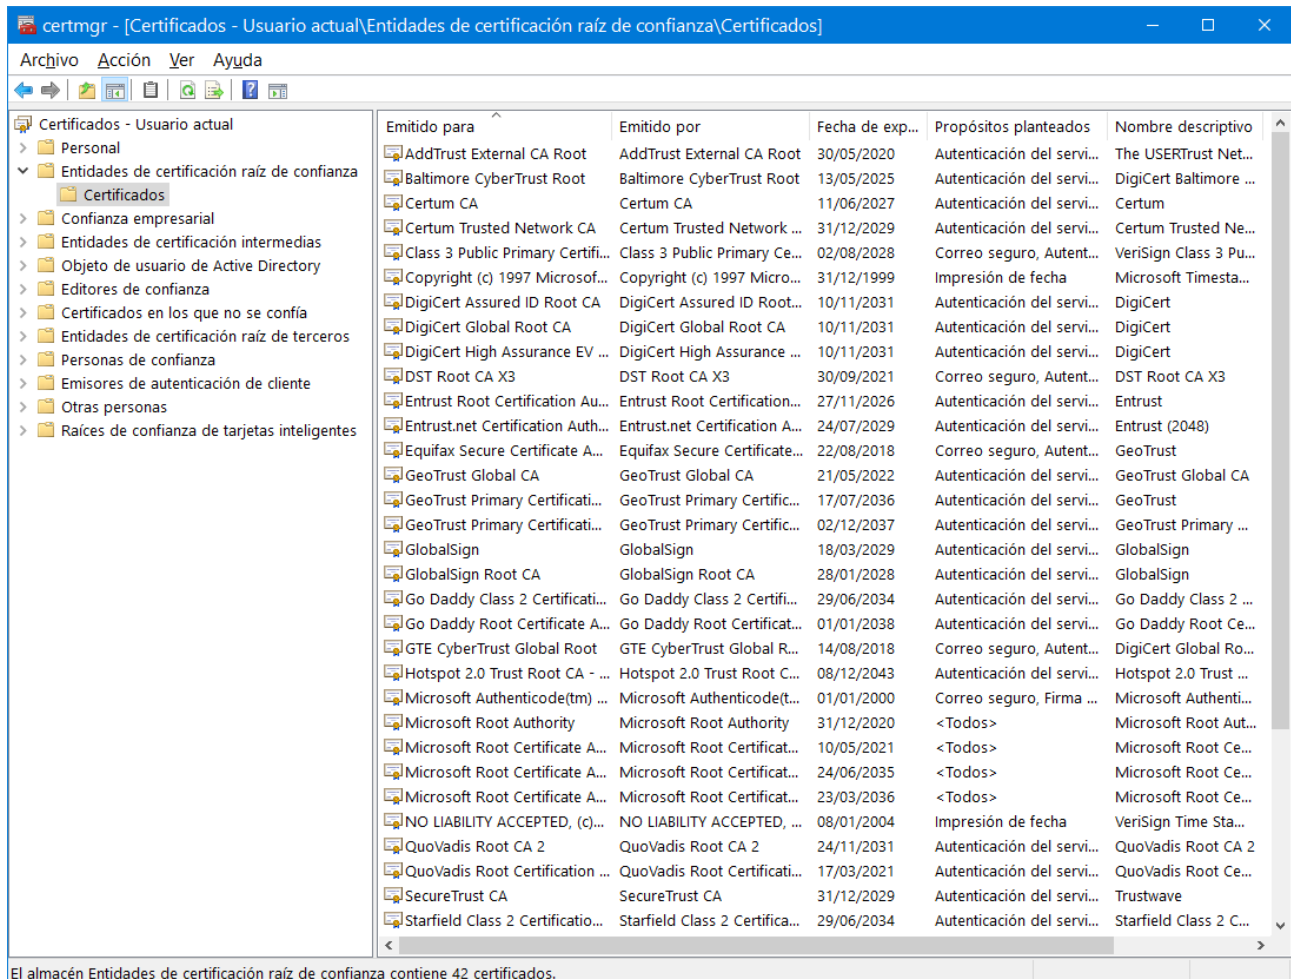 certmgr - [Certificados - Usuario actual\Entidades de certificación raíz de confianza\Certificados]
Archivo Acción Ver Ayuda
Certificados - Usuario actual
Personal
Entidades de certificación raíz de confianza
Certificados
Confianza empresarial
Entidades de certificación intermedias
Objeto de usuario de Active Directory
Editores de confianza
Certificados en los que no se confía
Entidades de certificación raíz de terceros
Personas de confianza
Emisores de autenticación de cliente
Otras personas
Raíces de confianza de tarjetas inteligentes
Emitido para Emitido por Fecha de exp... Propósitos planteados Nombre descriptivo
AddTrust External CA Root AddTrust External CA Root 30/05/2020 Autenticación del servi... The USERTrust Net...
Baltimore CyberTrust Root Baltimore CyberTrust Root 13/05/2025 Autenticación del servi... DigiCert Baltimore ...
Certum CA Certum CA 11/06/2027 Autenticación del servi... Certum
Certum Trusted Network CA Certum Trusted Network ... 31/12/2029 Autenticación del servi... Certum Trusted Ne...
Class 3 Public Primary Certifi... Class 3 Public Primary Ce... 02/08/2028 Correo seguro, Autent... VeriSign Class 3 Pu...
Copyright (c) 1997 Microsof... Copyright (c) 1997 Micro... 31/12/1999 Impresión de fecha Microsoft Timesta...
DigiCert Assured ID Root CA DigiCert Assured ID Root... 10/11/2031 Autenticación del servi... DigiCert
DigiCert Global Root CA DigiCert Global Root CA 10/11/2031 Autenticación del servi... DigiCert
DigiCert High Assurance EV ... DigiCert High Assurance ... 10/11/2031 Autenticación del servi... DigiCert
DST Root CA X3 DST Root CA X3 30/09/2021 Correo seguro, Autent... DST Root CA X3
Entrust Root Certification Au... Entrust Root Certification... 27/11/2026 Autenticación del servi... Entrust
Entrust.net Certification Auth... Entrust.net Certification A... 24/07/2029 Autenticación del servi... Entrust (2048)
Equifax Secure Certificate A... Equifax Secure Certificate... 22/08/2018 Correo seguro, Autent... GeoTrust
GeoTrust Global CA GeoTrust Global CA 21/05/2022 Autenticación del servi... GeoTrust Global CA
GeoTrust Primary Certificati... GeoTrust Primary Certific... 17/07/2036 Autenticación del servi... GeoTrust
GeoTrust Primary Certificati... GeoTrust Primary Certific... 02/12/2037 Autenticación del servi... GeoTrust Primary ...
GlobalSign GlobalSign 18/03/2029 Autenticación del servi... GlobalSign
GlobalSign Root CA GlobalSign Root CA 28/01/2028 Autenticación del servi... GlobalSign
Go Daddy Class 2 Certificati... Go Daddy Class 2 Certifi... 29/06/2034 Autenticación del servi... Go Daddy Class 2 ...
Go Daddy Root Certificate A... Go Daddy Root Certificat... 01/01/2038 Autenticación del servi... Go Daddy Root Ce...
GTE CyberTrust Global Root GTE CyberTrust Global R... 14/08/2018 Correo seguro, Autent... DigiCert Global Ro...
Hotspot 2.0 Trust Root CA - ... Hotspot 2.0 Trust Root C... 08/12/2043 Autenticación del servi... Hotspot 2.0 Trust ...
Microsoft Authenticode(tm) ... Microsoft Authenticode(t... 01/01/2000 Correo seguro, Firma ... Microsoft Authenti...
Microsoft Root Authority Microsoft Root Authority 31/12/2020 <Todos> Microsoft Root Aut...
Microsoft Root Certificate A... Microsoft Root Certificat... 10/05/2021 <Todos> Microsoft Root Ce...
Microsoft Root Certificate A... Microsoft Root Certificat... 24/06/2035 <Todos> Microsoft Root Ce...
Microsoft Root Certificate A... Microsoft Root Certificat... 23/03/2036 <Todos> Microsoft Root Ce...
NO LIABILITY ACCEPTED, (c)... NO LIABILITY ACCEPTED, ... 08/01/2004 Impresión de fecha VeriSign Time Sta...
QuoVadis Root CA 2 QuoVadis Root CA 2 24/11/2031 Autenticación del servi... QuoVadis Root CA 2
QuoVadis Root Certification ... QuoVadis Root Certificati... 17/03/2021 Autenticación del servi... QuoVadis Root Ce...
SecureTrust CA SecureTrust CA 31/12/2029 Autenticación del servi... Trustwave
Starfield Class 2 Certificatio... Starfield Class 2 Certifica... 29/06/2034 Autenticación del servi... Starfield Class 2 C...
El almacén Entidades de certificación raíz de confianza contiene 42 certificados.